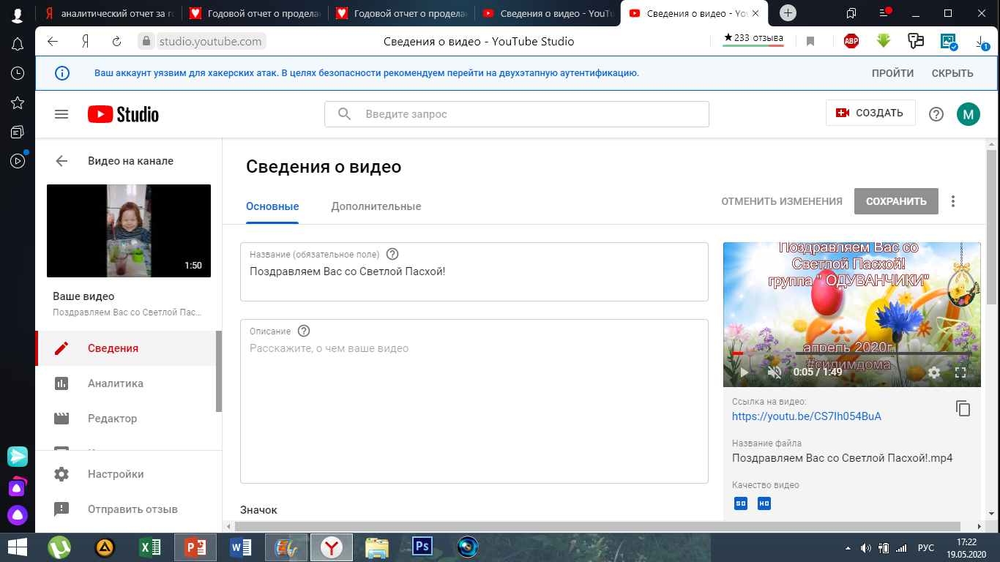 аналитический отчет за го
Годовой отчет о продела
Годовой отчет о продела
Сведения о видео - YouTu
Сведения о видео - You
studio.youtube.com
Сведения о видео - YouTube Studio
★233 отзыва
ABP
1
Ваш аккаунт уязвим для хакерских атак. В целях безопасности рекомендуем перейти на двухэтапную аутентификацию.
ПРОЙТИ
СКРЫТЬ
Studio
Введите запрос
СОЗДАТЬ
M
Видео на канале
1:50
Ваше видео
Поздравляем Вас со Светлой Пас...
Сведения
Аналитика
Редактор
Настройки
Отправить отзыв
Сведения о видео
Основные
Дополнительные
ОТМЕНИТЬ ИЗМЕНЕНИЯ
СОХРАНИТЬ
Название (обязательное поле)
Поздравляем Вас со Светлой Пасхой!
Описание
Расскажите, о чем ваше видео
Значок
Поздравляем Вас со
Светлой Пасхой!
группа " ОДУВАНЧИКИ"
апрель 2020г.
#сидимдома
0:05 / 1:49
Ссылка на видео:
https://youtu.be/CS7Ih054BuA
Название файла
Поздравляем Вас со Светлой Пасхой!.mp4
Качество видео
SD
HD
Ps
РУС
17:22
19.05.2020